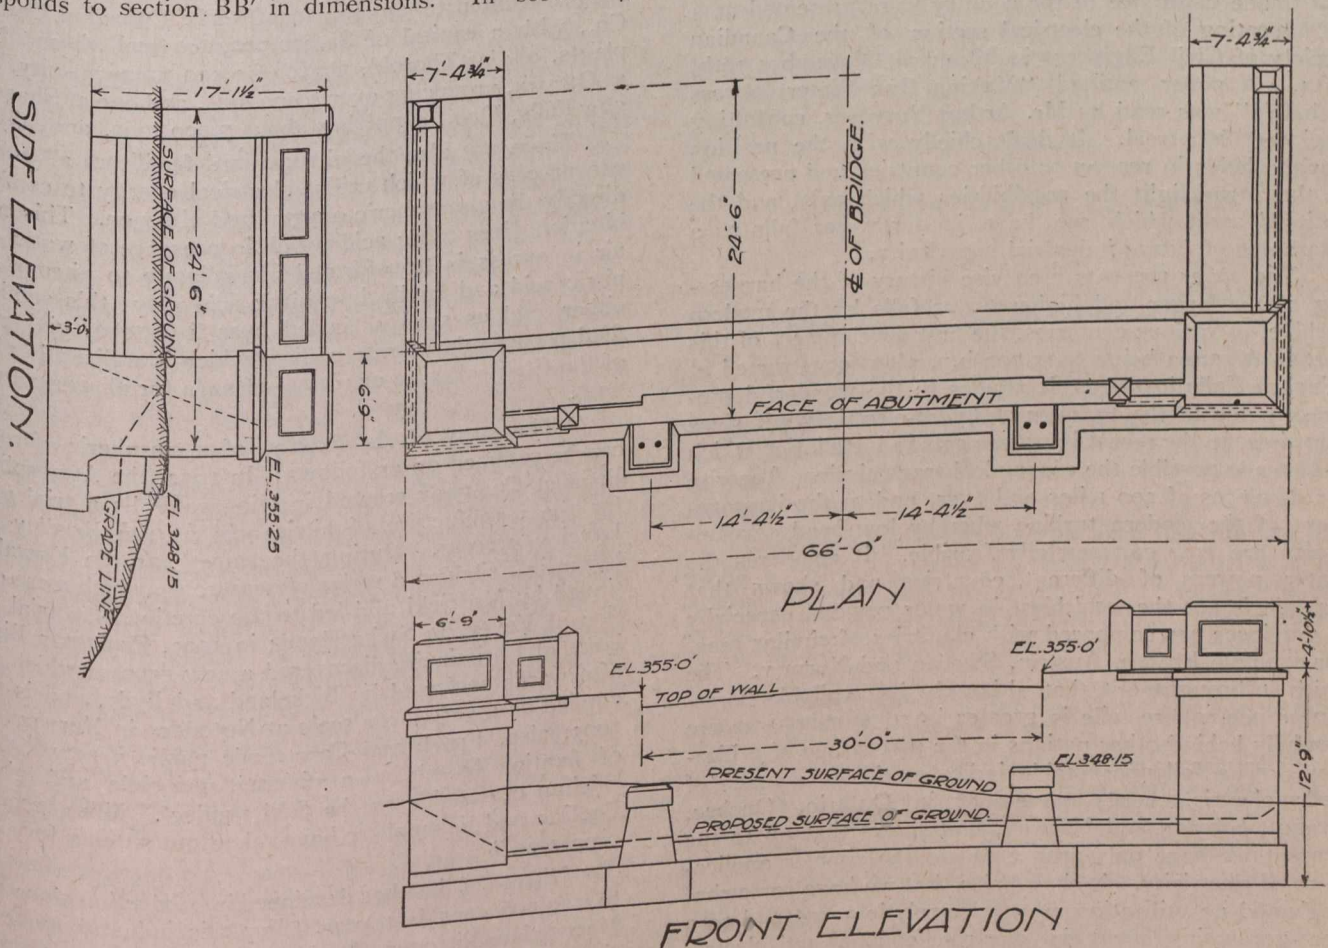 ponds to section BB' in dimensions. In
7'-4¾"
7'-4¾"
17'-1½"
24'-6"
SURFACE OF GROUND
3'-0"
6'-9"
EL.355.25
EL.348.15
GRADE LINE
SIDE ELEVATION.
24'-6"
℄ OF BRIDGE.
FACE OF ABUTMENT
14'-4½"
14'-4½"
66'-0"
PLAN
6'-9"
EL.355.0'
EL.355.0'
4'-10½"
TOP OF WALL
30'-0"
EL348.15
12'-9"
PRESENT SURFACE OF GROUND
PROPOSED SURFACE OF GROUND.
FRONT ELEVATION